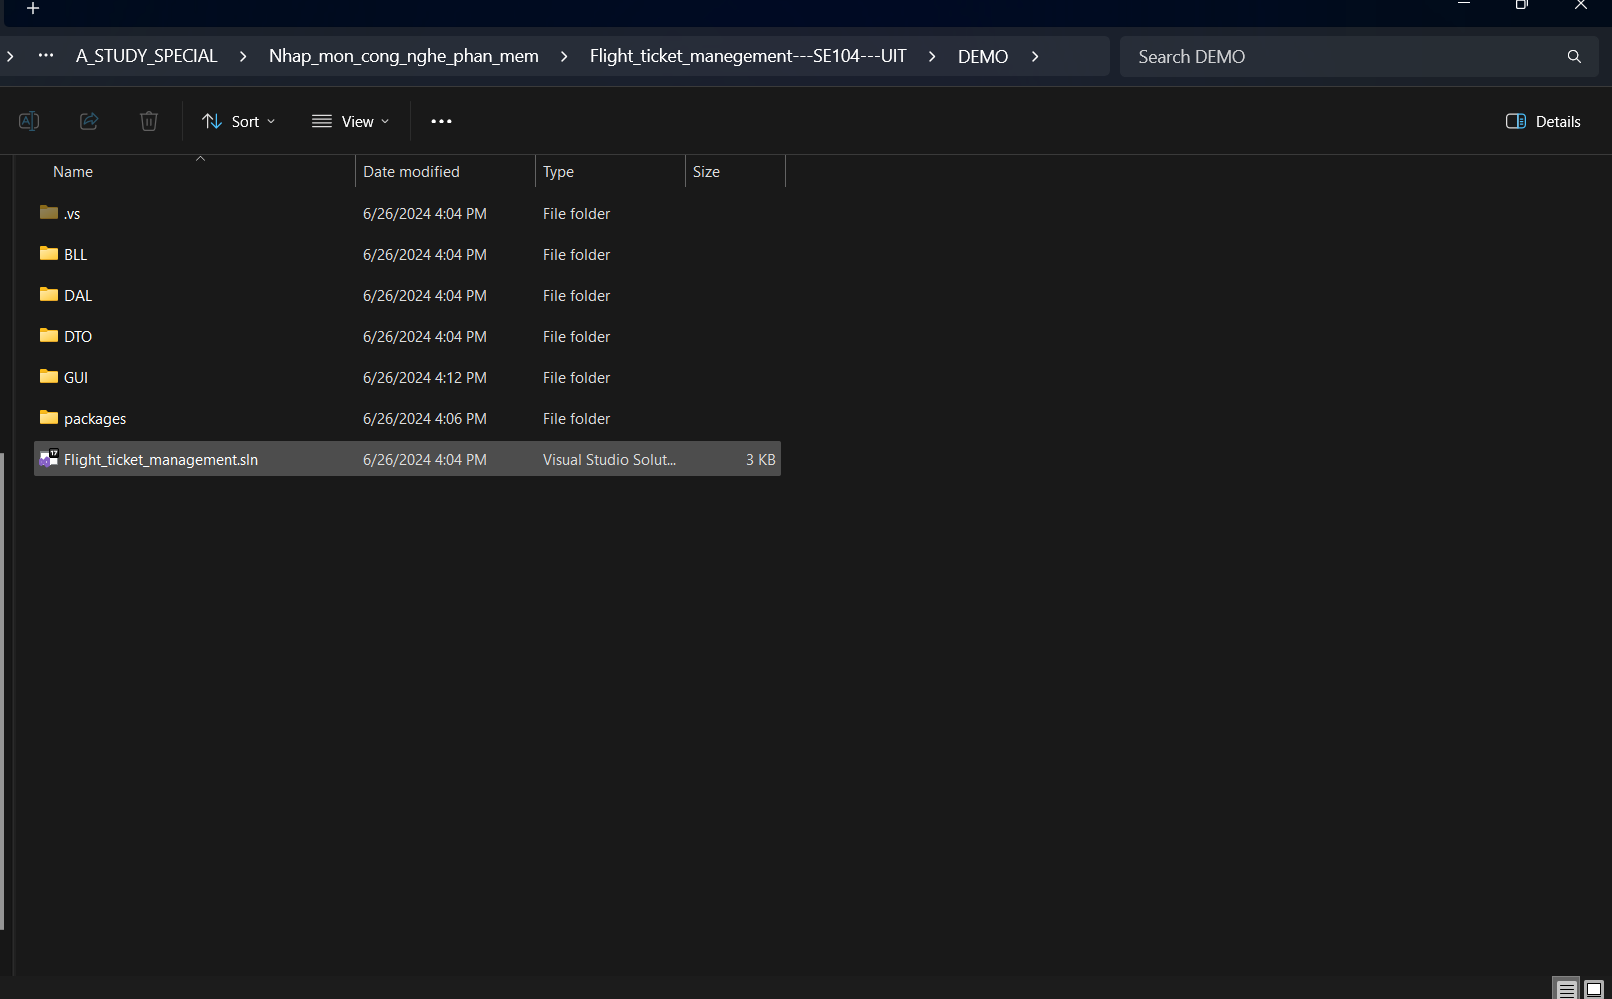 A_STUDY_SPECIAL > Nhap_mon_cong_nghe_phan_mem > Flight_ticket_manegement---SE104---UIT > DEMO >
Search DEMO
Sort
View
Details
Name Date modified Type Size
.vs 6/26/2024 4:04 PM File folder
BLL 6/26/2024 4:04 PM File folder
DAL 6/26/2024 4:04 PM File folder
DTO 6/26/2024 4:04 PM File folder
GUI 6/26/2024 4:12 PM File folder
packages 6/26/2024 4:06 PM File folder
Flight_ticket_management.sln 6/26/2024 4:04 PM Visual Studio Solut... 3 KB